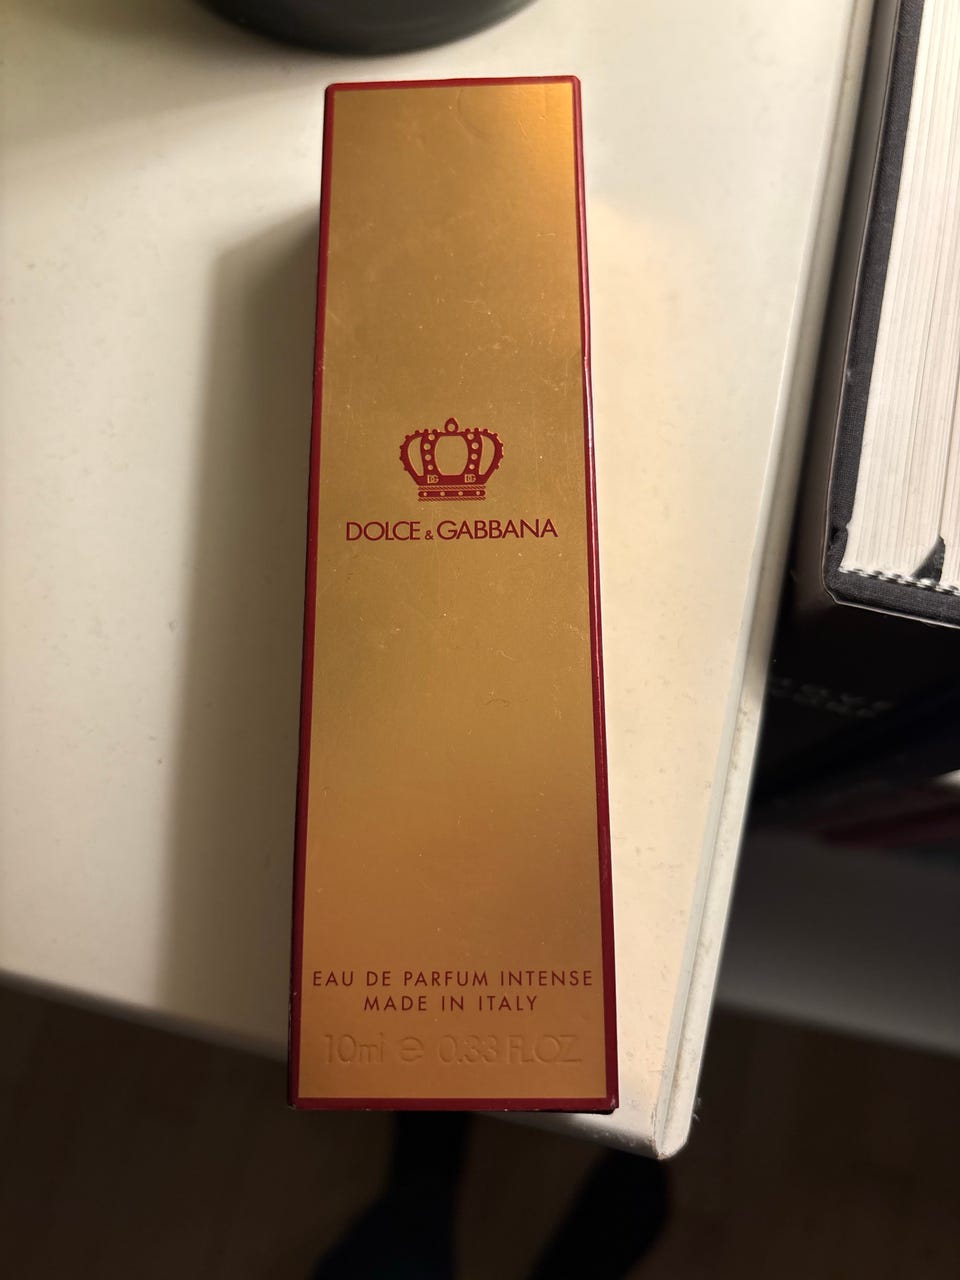 DOLCE & GABBANA
EAU DE PARFUM INTENSE
MADE IN ITALY
10ml ℮ 0.33 FL.OZ.